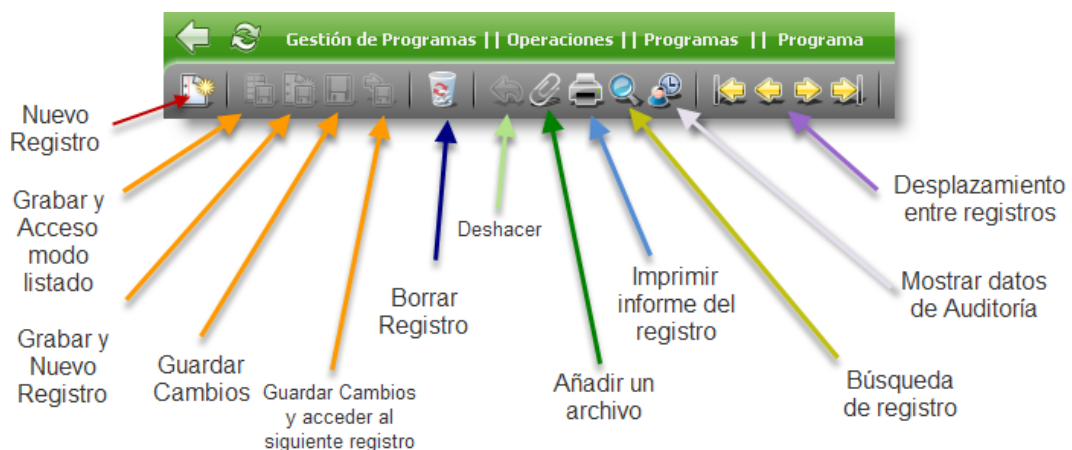 Gestión de Programas || Operaciones || Programas || Programa
Nuevo
Registro
Grabar y
Acceso
modo
listado
Grabar y
Nuevo
Registro
Guardar
Cambios
Guardar Cambios
y acceder al
siguiente registro
Borrar
Registro
Deshacer
Añadir un
archivo
Imprimir
informe del
registro
Búsqueda
de registro
Mostrar datos
de Auditoría
Desplazamiento
entre registros